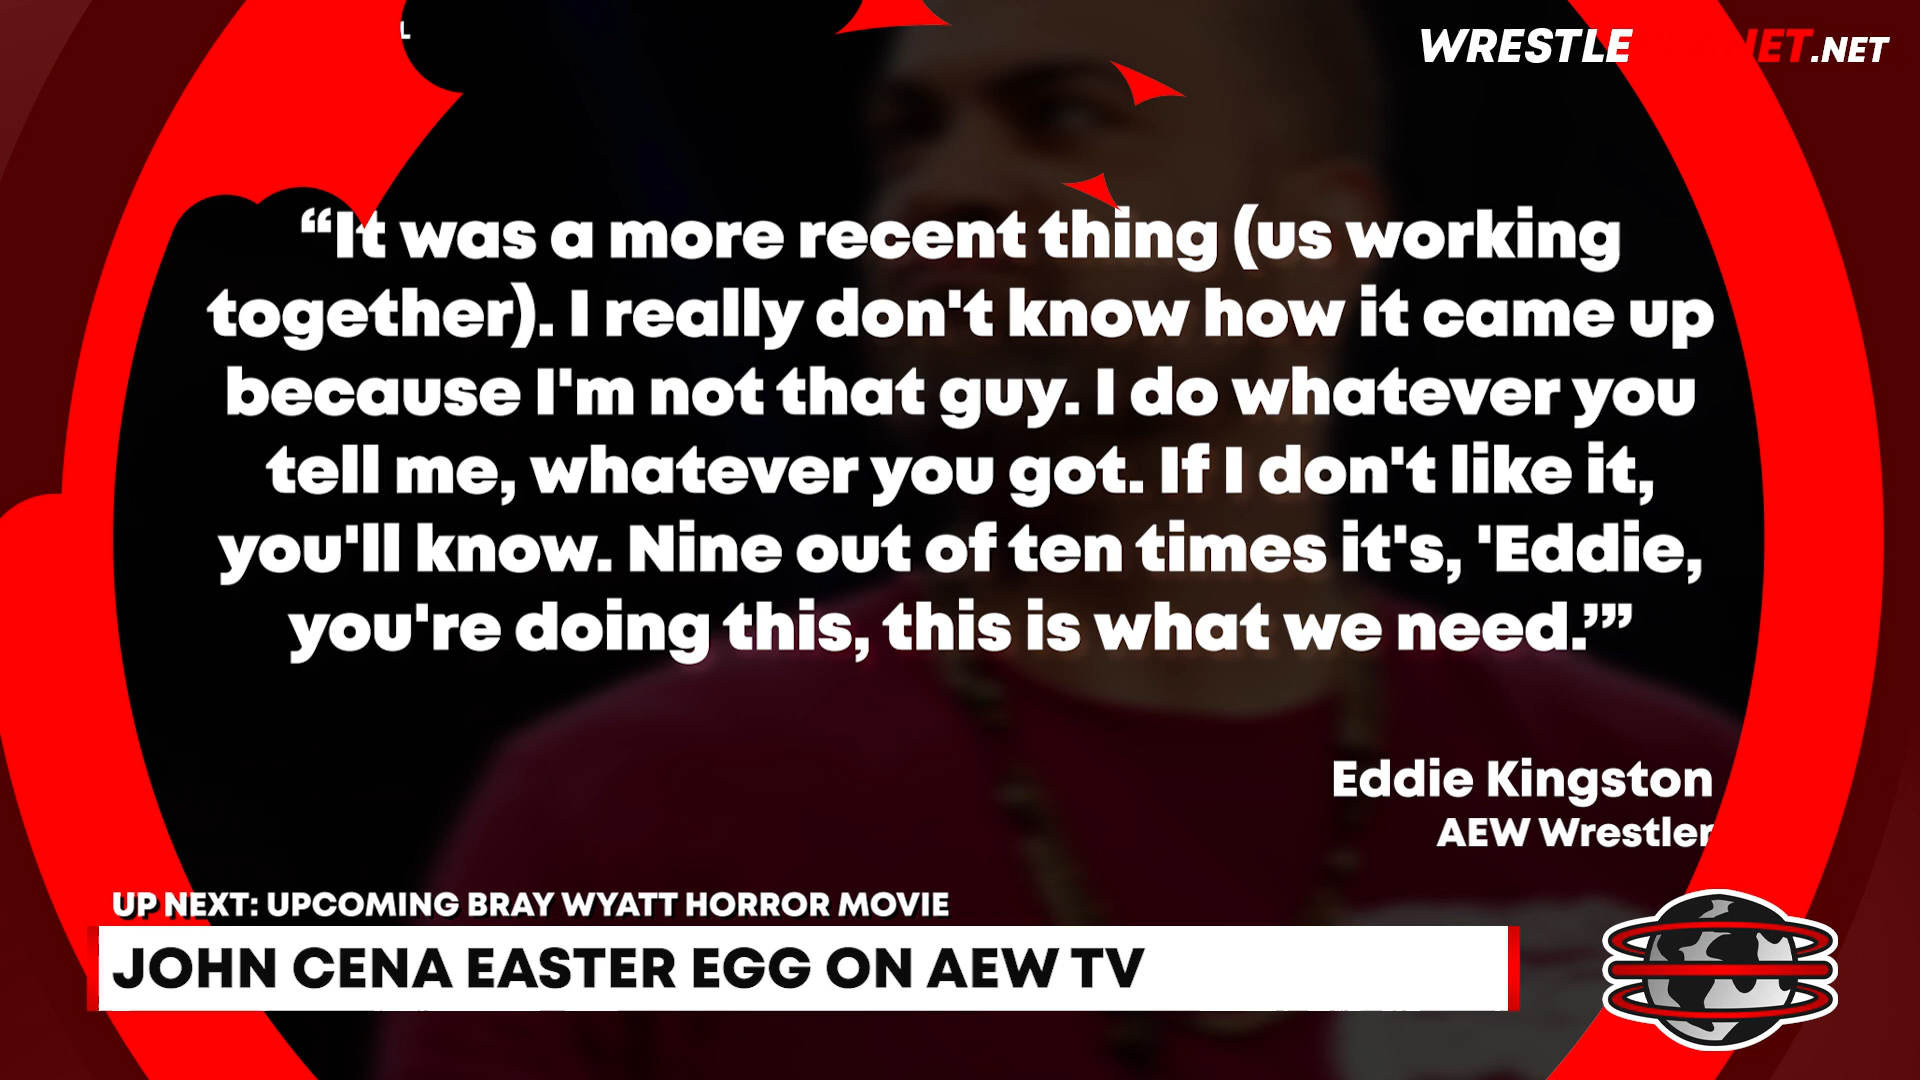 WRESTLEPLANET.NET
“It was a more recent thing (us working
together). I really don't know how it came up
because I'm not that guy. I do whatever you
tell me, whatever you got. If I don't like it,
you'll know. Nine out of ten times it's, 'Eddie,
you're doing this, this is what we need.’”
Eddie Kingston
AEW Wrestler
UP NEXT: UPCOMING BRAY WYATT HORROR MOVIE
JOHN CENA EASTER EGG ON AEW TV